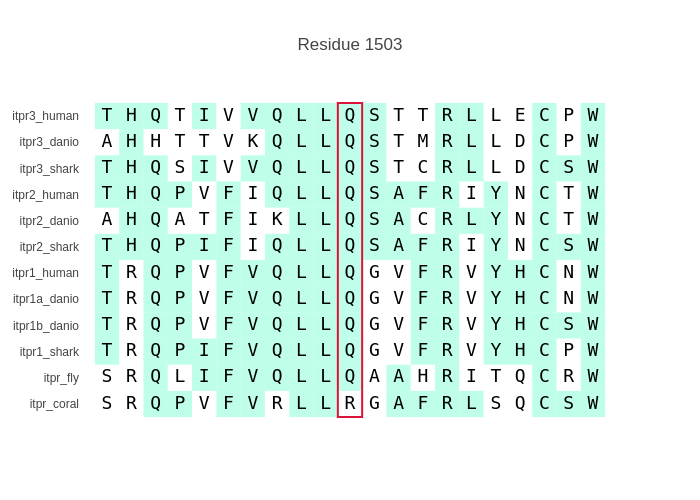 Residue 1503
itpr3_human T H Q T I V V Q L L Q S T T R L L E C P W
itpr3_danio A H H T T V K Q L L Q S T M R L L D C P W
itpr3_shark T H Q S I V V Q L L Q S T C R L L D C S W
itpr2_human T H Q P V F I Q L L Q S A F R I Y N C T W
itpr2_danio A H Q A T F I K L L Q S A C R L Y N C T W
itpr2_shark T H Q P I F I Q L L Q S A F R I Y N C S W
itpr1_human T R Q P V F V Q L L Q G V F R V Y H C N W
itpr1a_danio T R Q P V F V Q L L Q G V F R V Y H C N W
itpr1b_danio T R Q P V F V Q L L Q G V F R V Y H C S W
itpr1_shark T R Q P I F V Q L L Q G V F R V Y H C P W
itpr_fly S R Q L I F V Q L L Q A A H R I T Q C R W
itpr_coral S R Q P V F V R L L R G A F R L S Q C S W